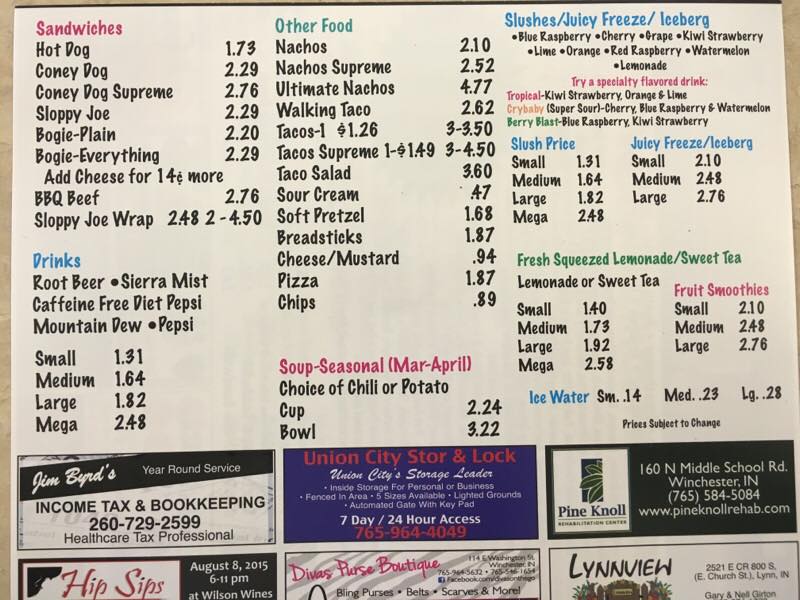 Sandwiches
Hot Dog 1.73
Coney Dog 2.29
Coney Dog Supreme 2.76
Sloppy Joe 2.29
Bogie-Plain 2.20
Bogie-Everything 2.29
Add Cheese for 14¢ more
BBQ Beef 2.76
Sloppy Joe Wrap 2.48 2 - 4.50
Drinks
Root Beer •Sierra Mist
Caffeine Free Diet Pepsi
Mountain Dew •Pepsi
Small 1.31
Medium 1.64
Large 1.82
Mega 2.48
Other Food
Nachos 2.10
Nachos Supreme 2.52
Ultimate Nachos 4.77
Walking Taco 2.62
Tacos-1 $1.26 3-3.50
Tacos Supreme 1-$1.49 3-4.50
Taco Salad 3.60
Sour Cream .47
Soft Pretzel 1.68
Breadsticks 1.87
Cheese/Mustard .94
Pizza 1.87
Chips .89
Soup-Seasonal (Mar-April)
Choice of Chili or Potato
Cup 2.24
Bowl 3.22
Slushes/Juicy Freeze/ Iceberg
•Blue Raspberry •Cherry •Grape •Kiwi Strawberry
•Lime •Orange •Red Raspberry •Watermelon
•Lemonade
Try a specialty flavored drink:
Tropical-Kiwi Strawberry, Orange & Lime
Crybaby (Super Sour)-Cherry, Blue Raspberry & Watermelon
Berry Blast-Blue Raspberry, Kiwi Strawberry
Slush Price
Small 1.31
Medium 1.64
Large 1.82
Mega 2.48
Juicy Freeze/Iceberg
Small 2.10
Medium 2.48
Large 2.76
Fresh Squeezed Lemonade/Sweet Tea
Lemonade or Sweet Tea
Small 1.40
Medium 1.73
Large 1.92
Mega 2.58
Fruit Smoothies
Small 2.10
Medium 2.48
Large 2.76
Ice Water Sm. .14 Med. .23 Lg. .28
Prices Subject to Change
Jim Byrd's Year Round Service
INCOME TAX & BOOKKEEPING
260-729-2599
Healthcare Tax Professional
Union City Stor & Lock
Union City's Storage Leader
• Inside Storage For Personal or Business
• Fenced In Area • 5 Sizes Available • Lighted Grounds
• Automated Gate With Key Pad
7 Day / 24 Hour Access
765-964-4049
Pine Knoll
REHABILITATION CENTER
160 N Middle School Rd.
Winchester, IN
(765) 584-5084
www.pineknollrehab.com
Hip Sips
August 8, 2015
6-11 pm
at Wilson Wines
Divas Purse Boutique
114 E Washington St.
Winchester, IN
765-964-5632 • 765-546-1654
Facebook.com/divasonthego
Bling Purses • Belts • Scarves & More!
LYNNVIEW
2521 E CR 800 S,
(E. Church St.), Lynn, IN
Gary & Nell Girton